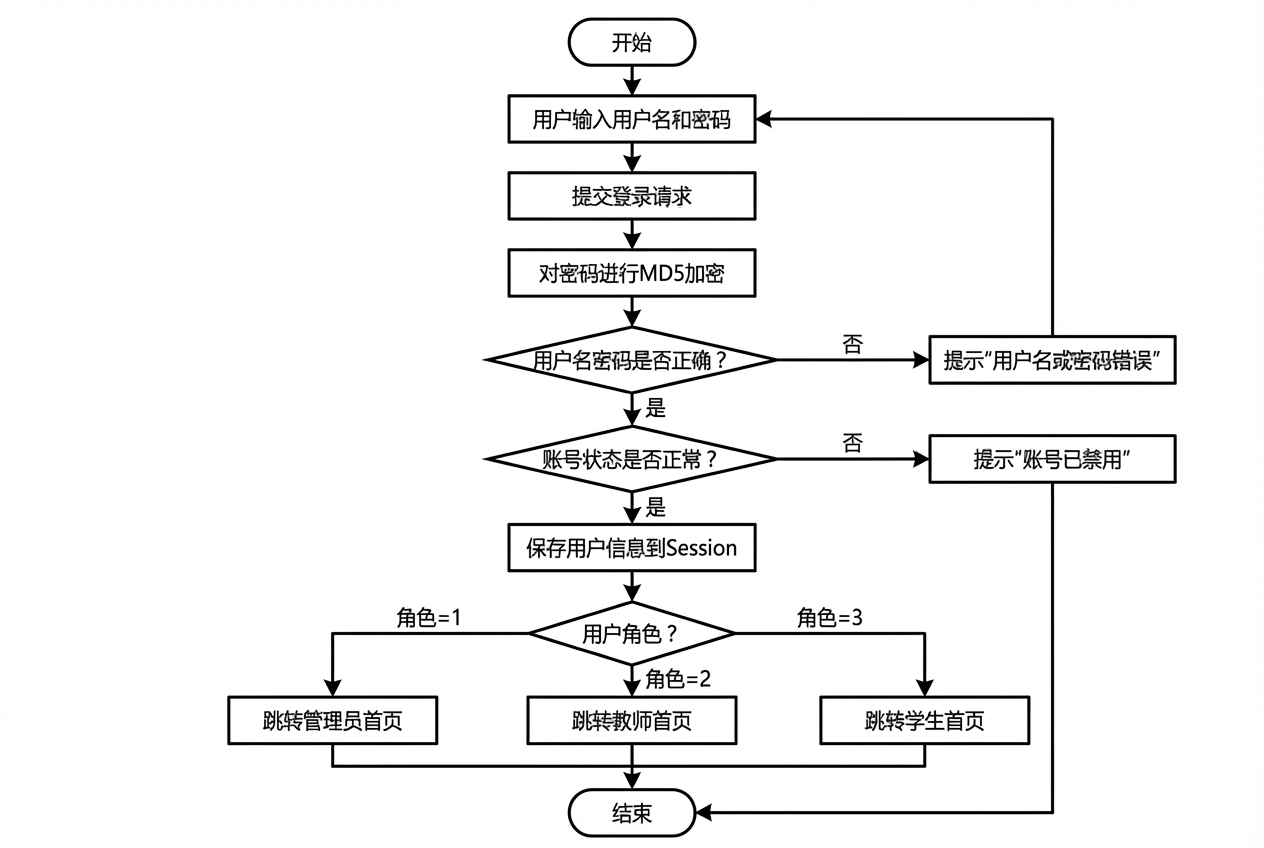 开始
用户输入用户名和密码
提交登录请求
对密码进行MD5加密
用户名密码是否正确？
否
提示“用户名或密码错误”
是
账号状态是否正常？
否
提示“账号已禁用”
是
保存用户信息到Session
用户角色？
角色=1
角色=3
角色=2
跳转管理员首页
跳转教师首页
跳转学生首页
结束